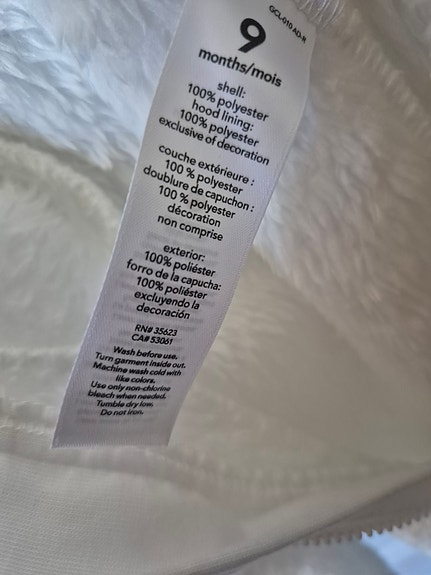 GCL-010 AD-R
9
months/mois
shell:
100% polyester
hood lining:
100% polyester
exclusive of decoration
couche extérieure :
100 % polyester
doublure de capuchon :
100 % polyester
décoration
non comprise
exterior:
100% poliéster
forro de la capucha:
100% poliéster
excluyendo la
decoración
RN# 35623
CA# 53061
Wash before use.
Turn garment inside out.
Machine wash cold with
like colors.
Use only non-chlorine
bleach when needed.
Tumble dry low.
Do not iron.